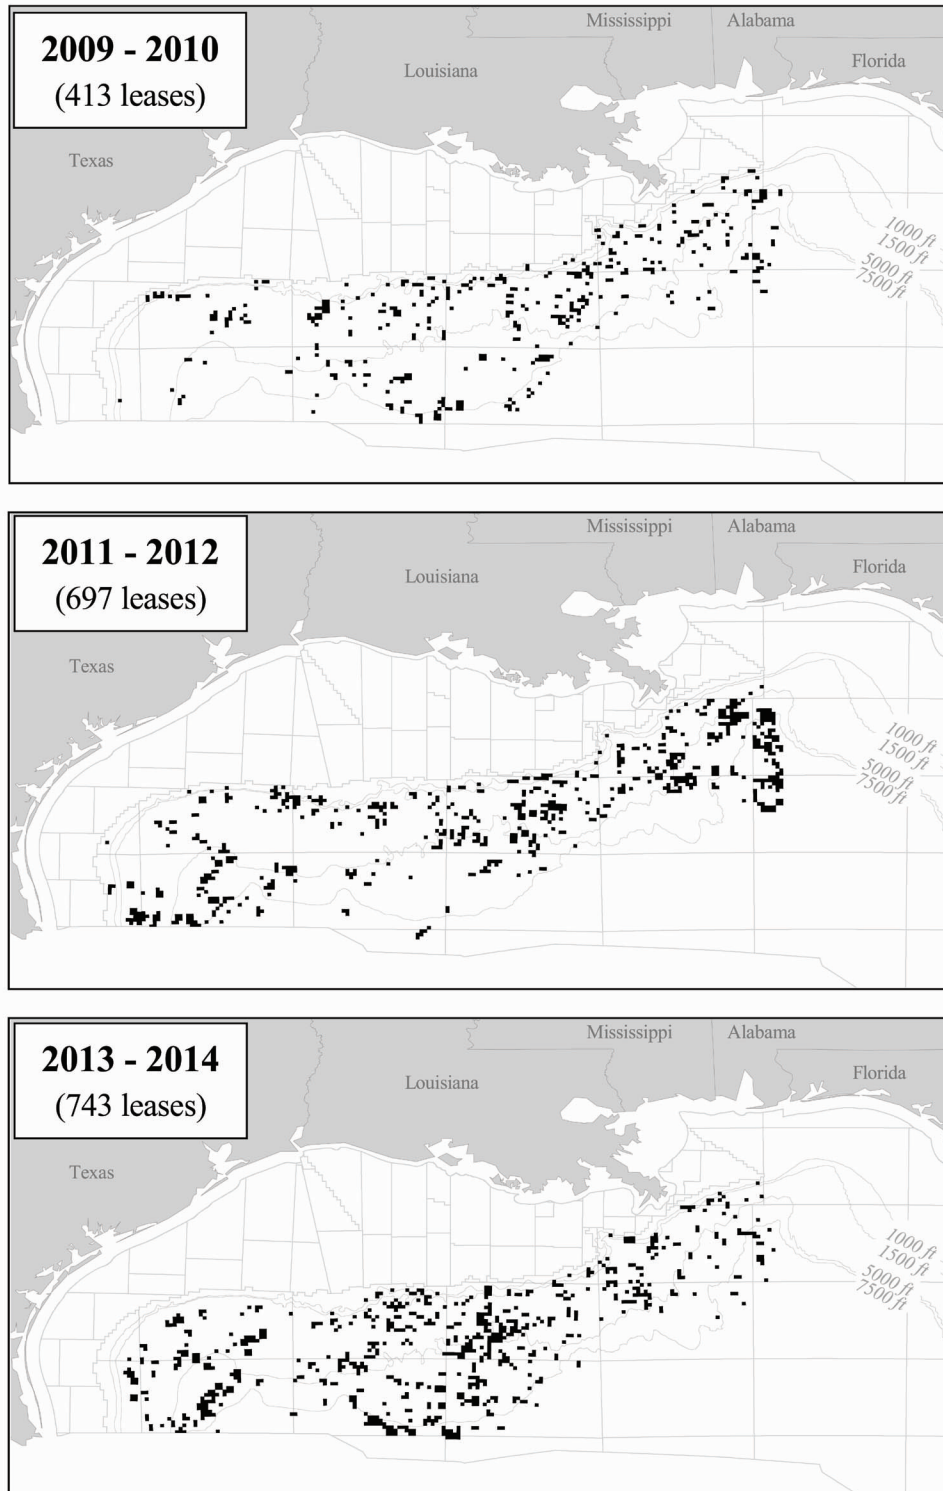 2009 - 2010
(413 leases)
Mississippi
Alabama
Louisiana
Florida
Texas
1000 ft
1500 ft
5000 ft
7500 ft
2011 - 2012
(697 leases)
Mississippi
Alabama
Louisiana
Florida
Texas
1000 ft
1500 ft
5000 ft
7500 ft
2013 - 2014
(743 leases)
Mississippi
Alabama
Louisiana
Florida
Texas
1000 ft
1500 ft
5000 ft
7500 ft